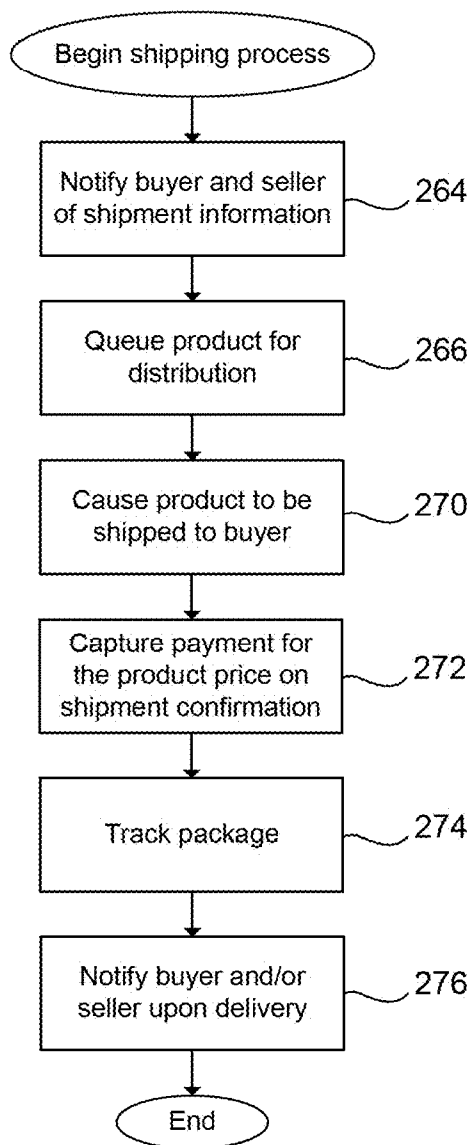 Begin shipping process
Notify buyer and seller
of shipment information
264
Queue product for
distribution
266
Cause product to be
shipped to buyer
270
Capture payment for
the product price on
shipment confirmation
272
Track package
274
Notify buyer and/or
seller upon delivery
276
End